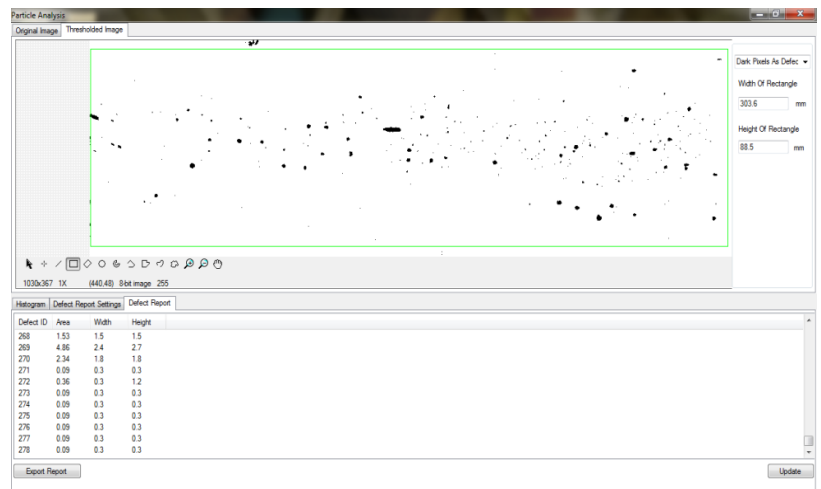 Particle Analysis
Original Image Thresholded Image
Dark Pixels As Defec
Width Of Rectangle
303.6 mm
Height Of Rectangle
88.5 mm
1030x367 1X (440,48) 8-bit image 255
Histogram Defect Report Settings Defect Report
Defect ID Area Width Height
268 1.53 1.5 1.5
269 4.86 2.4 2.7
270 2.34 1.8 1.8
271 0.09 0.3 0.3
272 0.36 0.3 1.2
273 0.09 0.3 0.3
274 0.09 0.3 0.3
275 0.09 0.3 0.3
276 0.09 0.3 0.3
277 0.09 0.3 0.3
278 0.09 0.3 0.3
Export Report Update